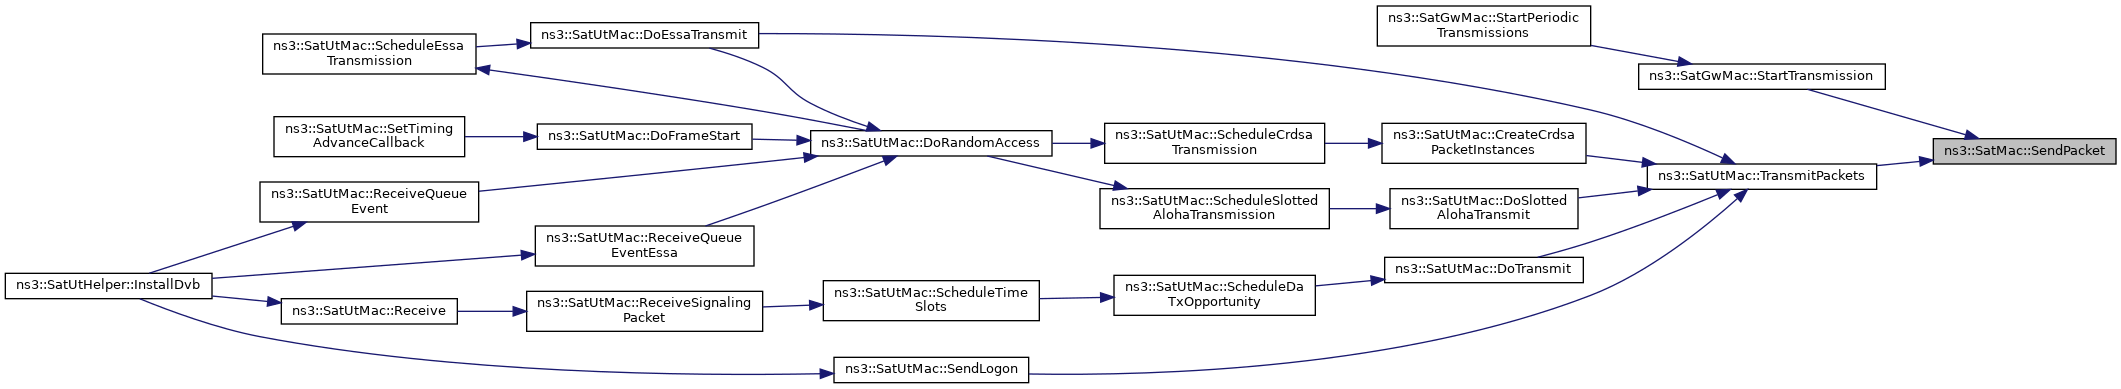 ns3::SatGwMac::StartPeriodic
Transmissions
ns3::SatUtMac::DoEssaTransmit
ns3::SatUtMac::ScheduleEssa
Transmission
ns3::SatGwMac::StartTransmission
ns3::SatUtMac::SetTiming
AdvanceCallback
ns3::SatUtMac::DoFrameStart
ns3::SatUtMac::DoRandomAccess
ns3::SatUtMac::ScheduleCrdsa
Transmission
ns3::SatUtMac::CreateCrdsa
PacketInstances
ns3::SatMac::SendPacket
ns3::SatUtMac::TransmitPackets
ns3::SatUtMac::ReceiveQueue
Event
ns3::SatUtMac::ScheduleSlotted
AlohaTransmission
ns3::SatUtMac::DoSlotted
AlohaTransmit
ns3::SatUtMac::ReceiveQueue
EventEssa
ns3::SatUtMac::DoTransmit
ns3::SatUtHelper::InstallDvb
ns3::SatUtMac::Receive
ns3::SatUtMac::ReceiveSignaling
Packet
ns3::SatUtMac::ScheduleTime
Slots
ns3::SatUtMac::ScheduleDa
TxOpportunity
ns3::SatUtMac::SendLogon